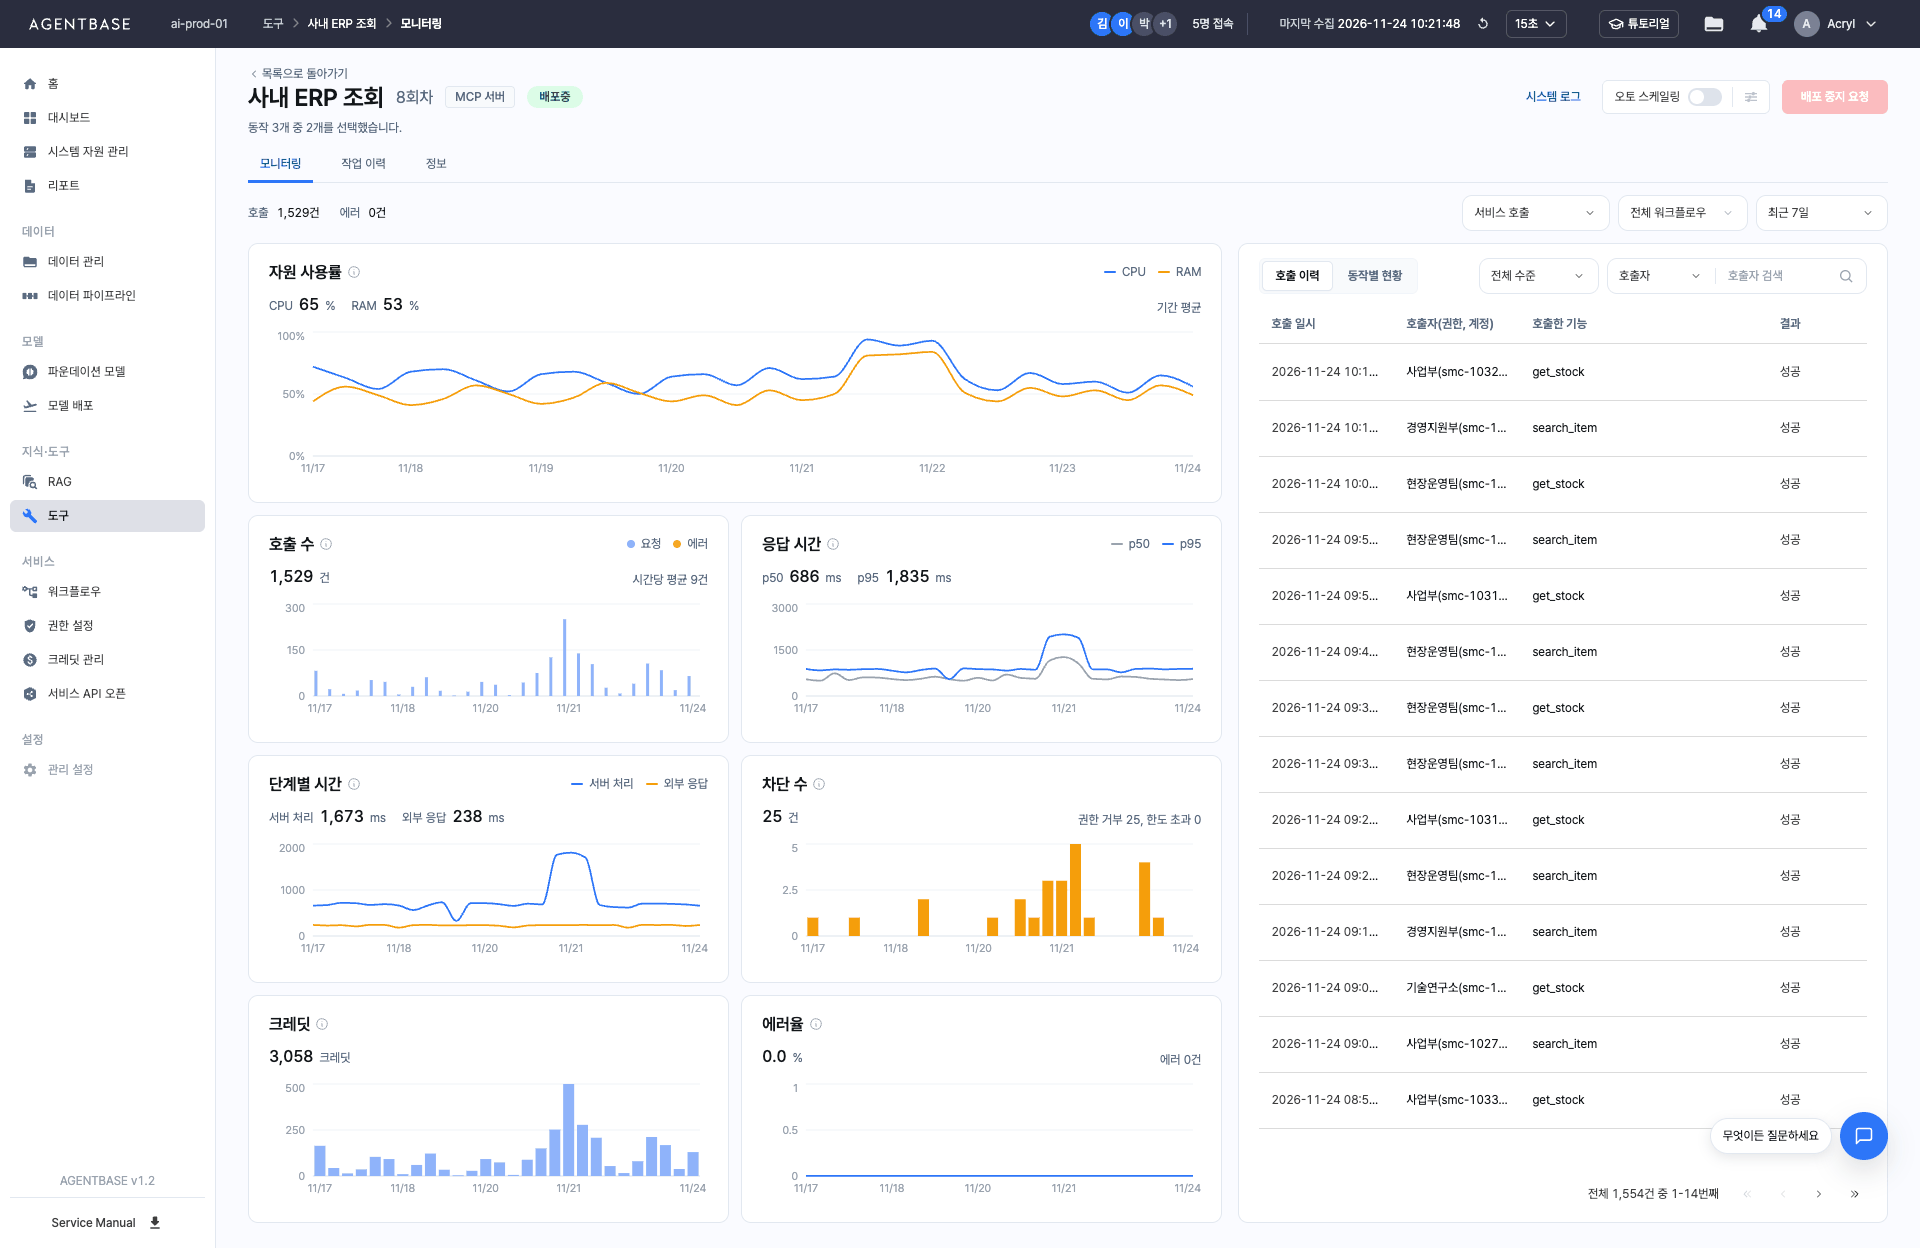 AGENTBASE
ai-prod-01
도구 > 사내 ERP 조회 > 모니터링
김 이 박 +1 5명 접속
마지막 수집 2026-11-24 10:21:48
15초
튜토리얼
14
A Acryl
홈
대시보드
시스템 자원 관리
리포트
데이터
데이터 관리
데이터 파이프라인
모델
파운데이션 모델
모델 배포
지식·도구
RAG
도구
서비스
워크플로우
권한 설정
크레딧 관리
서비스 API 오픈
설정
관리 설정
AGENTBASE v1.2
Service Manual
목록으로 돌아가기
사내 ERP 조회 8회차 MCP 서버 배포중
동작 3개 중 2개를 선택했습니다.
시스템 로그
오토 스케일링
배포 중지 요청
모니터링 작업 이력 정보
호출 1,529건 에러 0건
서비스 호출
전체 워크플로우
최근 7일
자원 사용률
CPU RAM
CPU 65 % RAM 53 %
기간 평균
100%
50%
0%
11/17 11/18 11/19 11/20 11/21 11/22 11/23 11/24
호출 수
요청 에러
1,529 건
시간당 평균 9건
300
150
0
11/17 11/18 11/20 11/21 11/24
응답 시간
p50 p95
p50 686 ms p95 1,835 ms
3000
1500
0
11/17 11/18 11/20 11/21 11/24
단계별 시간
서버 처리 외부 응답
서버 처리 1,673 ms 외부 응답 238 ms
2000
1000
0
11/17 11/18 11/20 11/21 11/24
차단 수
25 건
권한 거부 25, 한도 초과 0
5
2.5
0
11/17 11/18 11/20 11/21 11/24
크레딧
3,058 크레딧
500
250
0
11/17 11/18 11/20 11/21 11/24
에러율
0.0 %
에러 0건
1
0.5
0
11/17 11/18 11/20 11/21 11/24
호출 이력 동작별 현황
전체 수준
호출자 호출자 검색
호출 일시 호출자(권한, 계정) 호출한 기능 결과
2026-11-24 10:1... 사업부(smc-1032... get_stock 성공
2026-11-24 10:1... 경영지원부(smc-1... search_item 성공
2026-11-24 10:0... 현장운영팀(smc-1... get_stock 성공
2026-11-24 09:5... 현장운영팀(smc-1... search_item 성공
2026-11-24 09:5... 사업부(smc-1031... get_stock 성공
2026-11-24 09:4... 현장운영팀(smc-1... search_item 성공
2026-11-24 09:3... 현장운영팀(smc-1... get_stock 성공
2026-11-24 09:3... 현장운영팀(smc-1... search_item 성공
2026-11-24 09:2... 사업부(smc-1031... get_stock 성공
2026-11-24 09:2... 현장운영팀(smc-1... search_item 성공
2026-11-24 09:1... 경영지원부(smc-1... search_item 성공
2026-11-24 09:0... 기술연구소(smc-1... get_stock 성공
2026-11-24 09:0... 사업부(smc-1027... search_item 성공
2026-11-24 08:5... 사업부(smc-1033... get_stock 성공
무엇이든 질문하세요
전체 1,554건 중 1-14번째